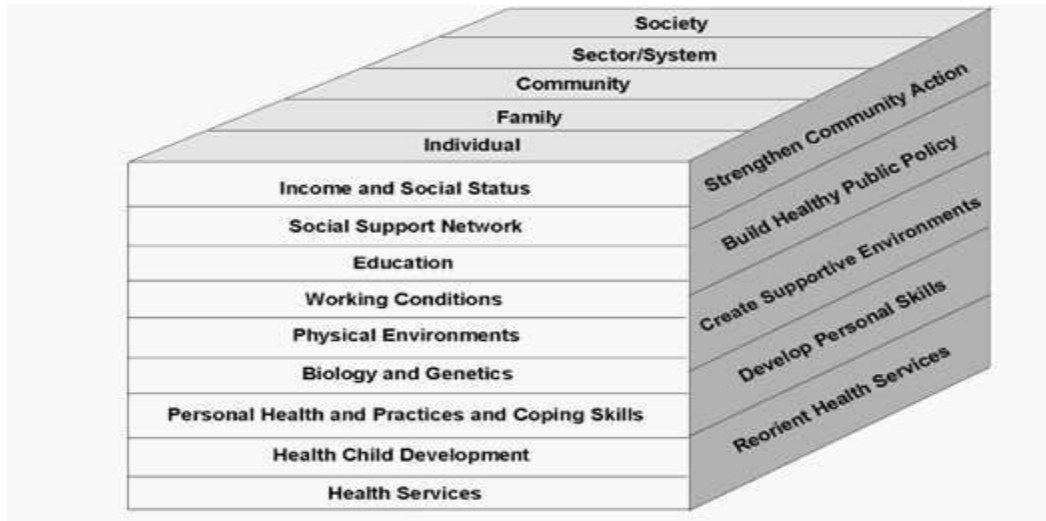 Society
Sector/System
Community
Family
Individual
Income and Social Status
Social Support Network
Education
Working Conditions
Physical Environments
Biology and Genetics
Personal Health and Practices and Coping Skills
Health Child Development
Health Services
Strengthen Community Action
Build Healthy Public Policy
Create Supportive Environments
Develop Personal Skills
Reorient Health Services